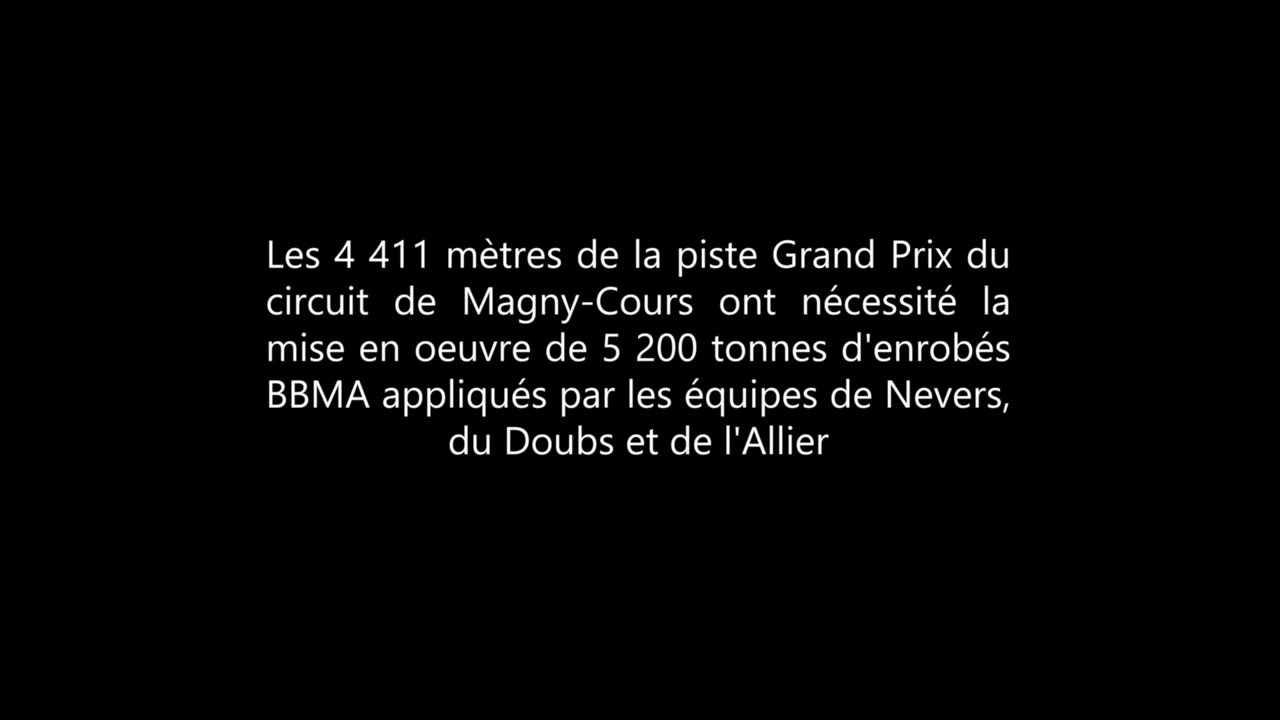 Les 4 411 mètres de la piste Grand Prix du
circuit de Magny-Cours ont nécessité la
mise en oeuvre de 5 200 tonnes d'enrobés
BBMA appliqués par les équipes de Nevers,
du Doubs et de l'Allier